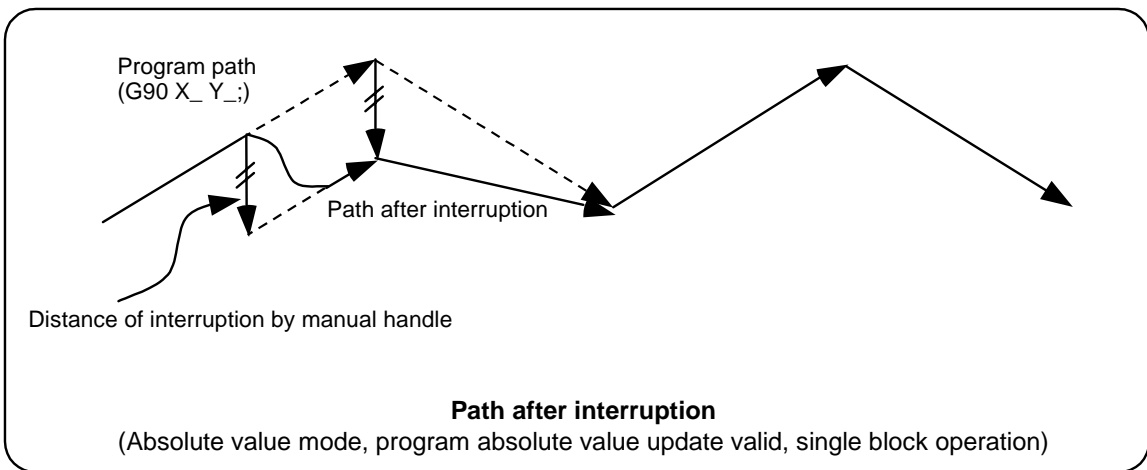 Program path
(G90 X_ Y_;)
Path after interruption
Distance of interruption by manual handle
Path after interruption
(Absolute value mode, program absolute value update valid, single block operation)